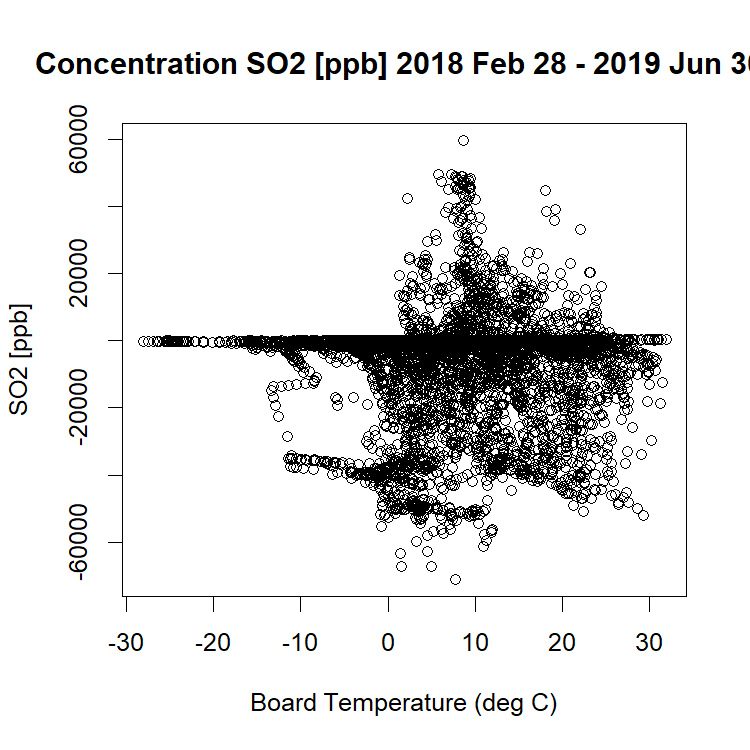 Concentration SO2 [ppb] 2018 Feb 28 - 2019 Jun 30
SO2 [ppb]
60000
20000
-20000
-60000
-30 -20 -10 0 10 20 30
Board Temperature (deg C)